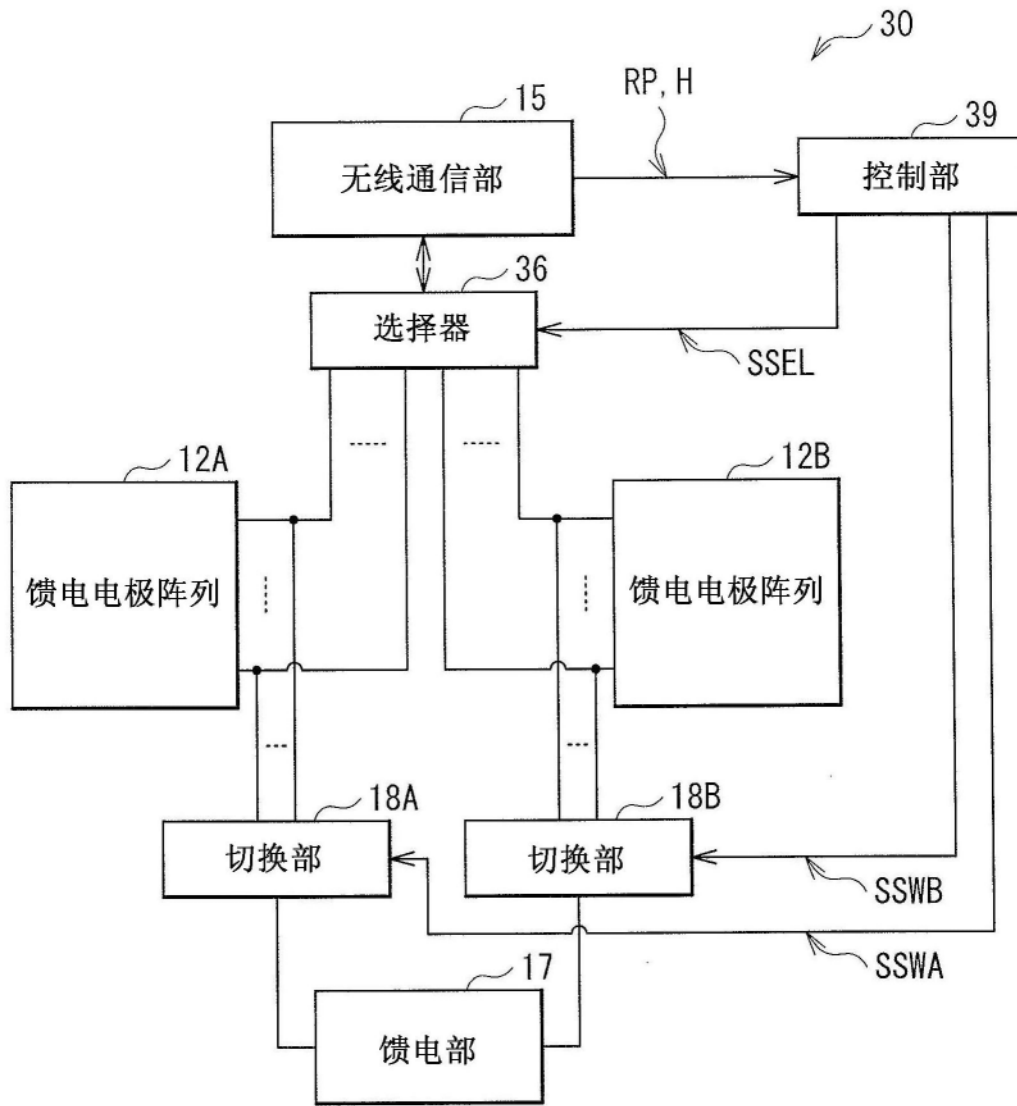 30
RP, H
15
39
无线通信部
控制部
36
选择器
SSEL
12A
12B
馈电电极阵列
馈电电极阵列
18A
18B
切换部
切换部
SSWB
SSWA
17
馈电部